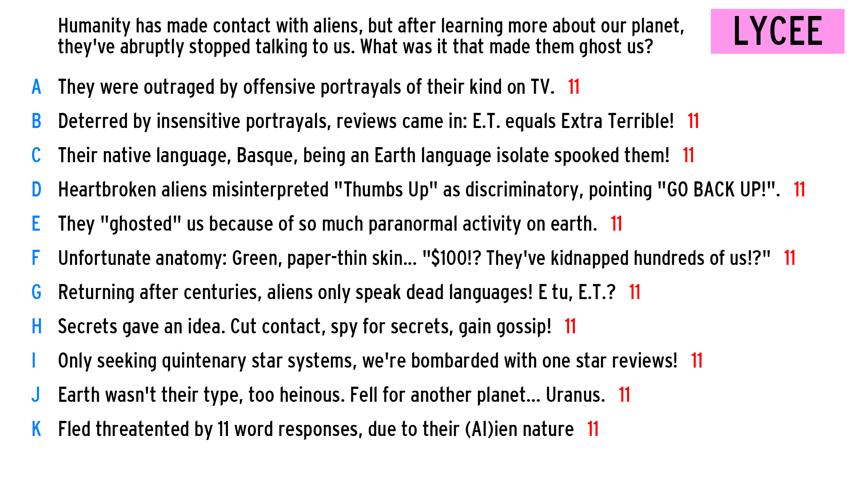 Humanity has made contact with aliens, but after learning more about our planet,
they've abruptly stopped talking to us. What was it that made them ghost us?
LYCEE
A They were outraged by offensive portrayals of their kind on TV. 11
B Deterred by insensitive portrayals, reviews came in: E.T. equals Extra Terrible! 11
C Their native language, Basque, being an Earth language isolate spooked them! 11
D Heartbroken aliens misinterpreted "Thumbs Up" as discriminatory, pointing "GO BACK UP!". 11
E They "ghosted" us because of so much paranormal activity on earth. 11
F Unfortunate anatomy: Green, paper-thin skin... "$100!? They've kidnapped hundreds of us!?" 11
G Returning after centuries, aliens only speak dead languages! E tu, E.T.? 11
H Secrets gave an idea. Cut contact, spy for secrets, gain gossip! 11
I Only seeking quintenary star systems, we're bombarded with one star reviews! 11
J Earth wasn't their type, too heinous. Fell for another planet... Uranus. 11
K Fled threatented by 11 word responses, due to their (AI)ien nature 11